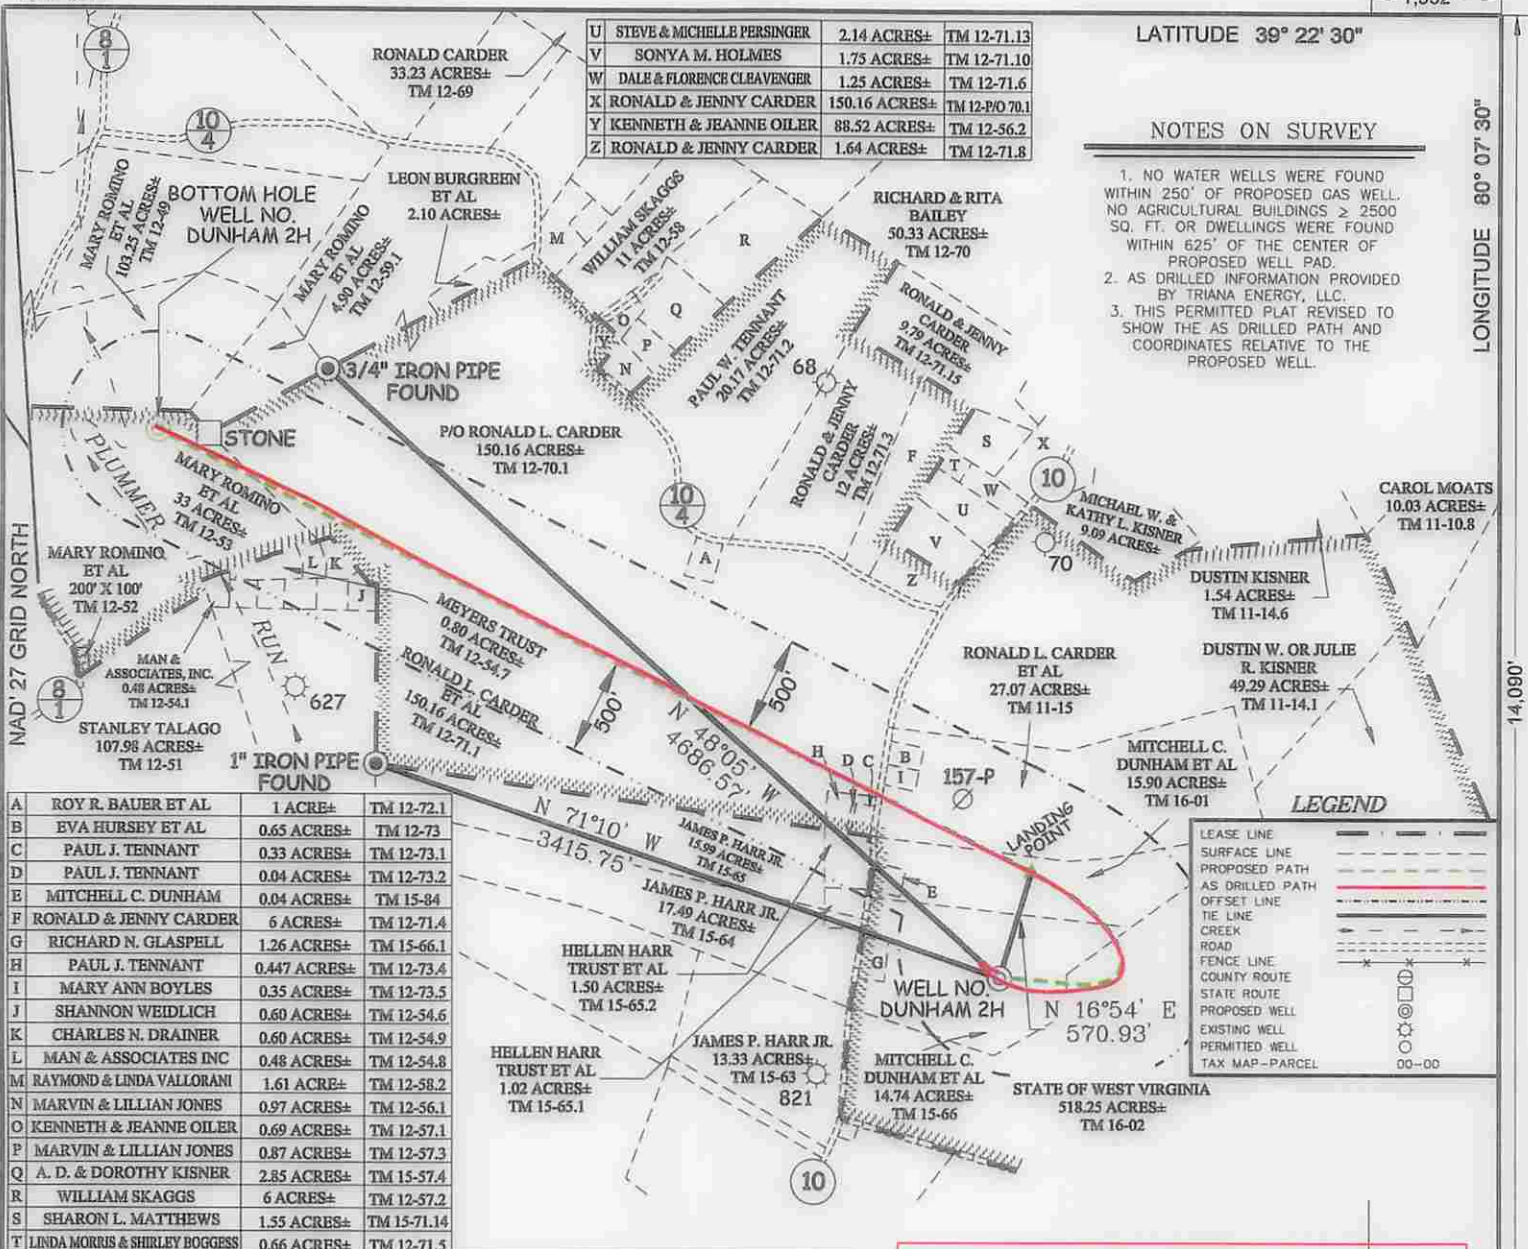 U STEVE & MICHELLE PERSINGER 2.14 ACRES± TM 12-71.13
V SONYA M. HOLMES 1.75 ACRES± TM 12-71.10
W DALE & FLORENCE CLEAVENGER 1.25 ACRES± TM 12-71.6
X RONALD & JENNY CARDER 150.16 ACRES± TM 12-P/O 70.1
Y KENNETH & JEANNE OILER 88.52 ACRES± TM 12-56.2
Z RONALD & JENNY CARDER 1.64 ACRES± TM 12-71.8
LATITUDE 39° 22' 30"
LONGITUDE 80° 07' 30"
14,090'
NOTES ON SURVEY
1. NO WATER WELLS WERE FOUND
WITHIN 250' OF PROPOSED GAS WELL.
NO AGRICULTURAL BUILDINGS ≥ 2500
SQ. FT. OR DWELLINGS WERE FOUND
WITHIN 625' OF THE CENTER OF
PROPOSED WELL PAD.
2. AS DRILLED INFORMATION PROVIDED
BY TRIANA ENERGY, LLC.
3. THIS PERMITTED PLAT REVISED TO
SHOW THE AS DRILLED PATH AND
COORDINATES RELATIVE TO THE
PROPOSED WELL.
8
1
RONALD CARDER
33.23 ACRES±
TM 12-69
10
4
MARY ROMINO
ET AL
103.25 ACRES±
TM 12-49
BOTTOM HOLE
WELL NO.
DUNHAM 2H
MARY ROMINO
ET AL
4.90 ACRES±
TM 12-59.1
LEON BURGREEN
ET AL
2.10 ACRES±
M
WILLIAM SKAGGS
11 ACRES±
TM 12-58
R
Q
O
P
Y
N
RICHARD & RITA
BAILEY
50.33 ACRES±
TM 12-70
PAUL W. TENNANT
20.17 ACRES±
TM 12-71.2
68
RONALD & JENNY
CARDER
9.79 ACRES±
TM 12-71.15
RONALD & JENNY
CARDER
12 ACRES±
TM 12-71.3
F
S
T
X
W
U
V
Z
10
3/4" IRON PIPE
FOUND
STONE
P/O RONALD L. CARDER
150.16 ACRES±
TM 12-70.1
PLUMMER
RUN
MARY ROMINO
ET AL
33 ACRES±
TM 12-53
10
4
A
MICHAEL W. &
KATHY L. KISNER
9.09 ACRES±
70
CAROL MOATS
10.03 ACRES±
TM 11-10.8
DUSTIN KISNER
1.54 ACRES±
TM 11-14.6
NAD' 27 GRID NORTH
MARY ROMINO
ET AL
200' X 100'
TM 12-52
L
K
J
MAN &
ASSOCIATES, INC.
0.48 ACRES±
TM 12-54.1
8
1
627
STANLEY TALAGO
107.98 ACRES±
TM 12-51
1" IRON PIPE
FOUND
MEYERS TRUST
0.80 ACRES±
TM 12-54.7
RONALD L. CARDER
ET AL
150.16 ACRES±
TM 12-71.1
500'
500'
N 48°05' W
4686.57'
RONALD L. CARDER
ET AL
27.07 ACRES±
TM 11-15
DUSTIN W. OR JULIE
R. KISNER
49.29 ACRES±
TM 11-14.1
MITCHELL C.
DUNHAM ET AL
15.90 ACRES±
TM 16-01
H
D
C
B
I
157-P
LANDING
POINT
N 71°10' W
3415.75'
JAMES P. HARR JR.
15.99 ACRES±
TM 15-65
JAMES P. HARR JR.
17.49 ACRES±
TM 15-64
E
G
HELLEN HARR
TRUST ET AL
1.50 ACRES±
TM 15-65.2
WELL NO.
DUNHAM 2H
N 16°54' E
570.93'
HELLEN HARR
TRUST ET AL
1.02 ACRES±
TM 15-65.1
JAMES P. HARR JR.
13.33 ACRES±
TM 15-63
821
MITCHELL C.
DUNHAM ET AL
14.74 ACRES±
TM 15-66
STATE OF WEST VIRGINIA
518.25 ACRES±
TM 16-02
10
LEGEND
LEASE LINE
SURFACE LINE
PROPOSED PATH
AS DRILLED PATH
OFFSET LINE
TIE LINE
CREEK
ROAD
FENCE LINE
COUNTY ROUTE
STATE ROUTE
PROPOSED WELL
EXISTING WELL
PERMITTED WELL
TAX MAP-PARCEL 00-00
A ROY R. BAUER ET AL 1 ACRE± TM 12-72.1
B EVA HURSEY ET AL 0.65 ACRES± TM 12-73
C PAUL J. TENNANT 0.33 ACRES± TM 12-73.1
D PAUL J. TENNANT 0.04 ACRES± TM 12-73.2
E MITCHELL C. DUNHAM 0.04 ACRES± TM 15-84
F RONALD & JENNY CARDER 6 ACRES± TM 12-71.4
G RICHARD N. GLASPELL 1.26 ACRES± TM 15-66.1
H PAUL J. TENNANT 0.447 ACRES± TM 12-73.4
I MARY ANN BOYLES 0.35 ACRES± TM 12-73.5
J SHANNON WEIDLICH 0.60 ACRES± TM 12-54.6
K CHARLES N. DRAINER 0.60 ACRES± TM 12-54.9
L MAN & ASSOCIATES INC 0.48 ACRES± TM 12-54.8
M RAYMOND & LINDA VALLORANI 1.61 ACRE± TM 12-58.2
N MARVIN & LILLIAN JONES 0.97 ACRES± TM 12-56.1
O KENNETH & JEANNE OILER 0.69 ACRES± TM 12-57.1
P MARVIN & LILLIAN JONES 0.87 ACRES± TM 12-57.3
Q A. D. & DOROTHY KISNER 2.85 ACRES± TM 15-57.4
R WILLIAM SKAGGS 6 ACRES± TM 12-57.2
S SHARON L. MATTHEWS 1.55 ACRES± TM 15-71.14
T LINDA MORRIS & SHIRLEY BOGGESS 0.66 ACRES± TM 12-71.5